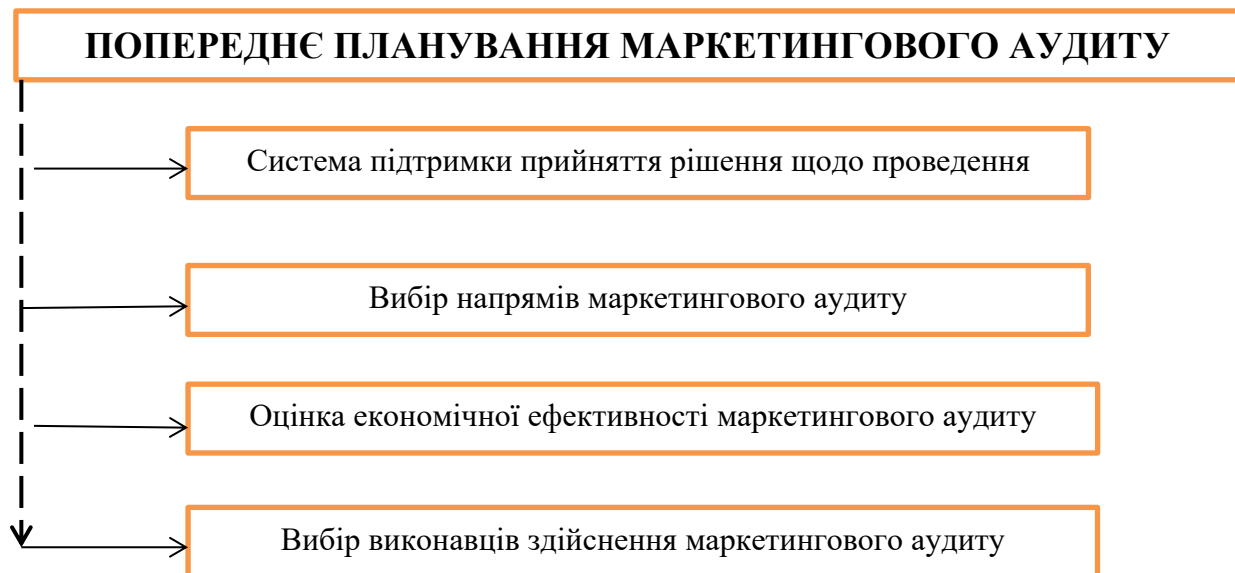 ПОПЕРЕДНЄ ПЛАНУВАННЯ МАРКЕТИНГОВОГО АУДИТУ
Система підтримки прийняття рішення щодо проведення
Вибір напрямів маркетингового аудиту
Оцінка економічної ефективності маркетингового аудиту
Вибір виконавців здійснення маркетингового аудиту